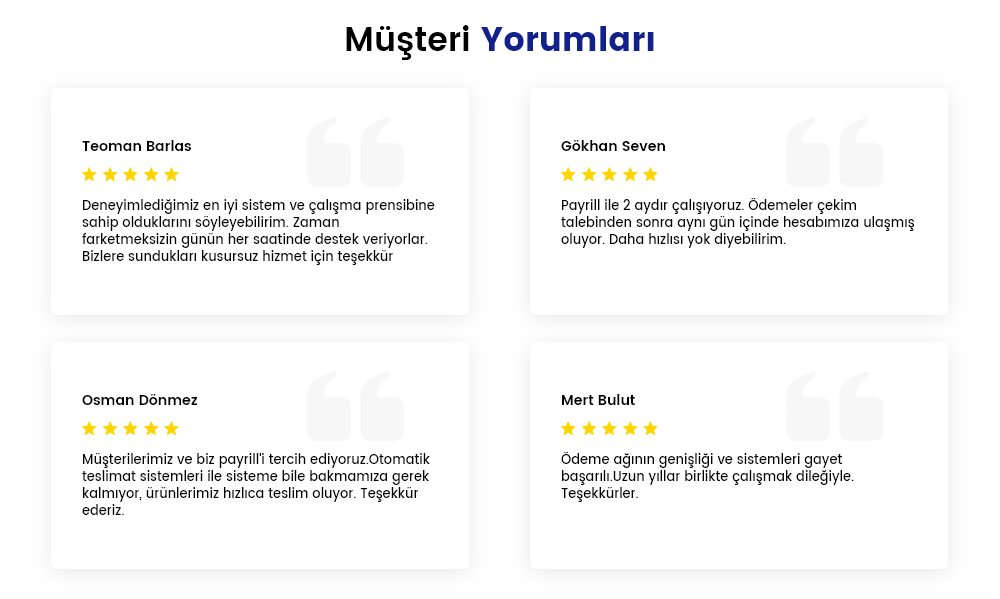 Müşteri Yorumları
Teoman Barlas
Deneyimlediğimiz en iyi sistem ve çalışma prensibine
sahip olduklarını söyleyebilirim. Zaman
farketmeksizin günün her saatinde destek veriyorlar.
Bizlere sundukları kusursuz hizmet için teşekkür
Gökhan Seven
Payrill ile 2 aydır çalışıyoruz. Ödemeler çekim
talebinden sonra aynı gün içinde hesabımıza ulaşmış
oluyor. Daha hızlısı yok diyebilirim.
Osman Dönmez
Müşterilerimiz ve biz payrill'i tercih ediyoruz.Otomatik
teslimat sistemleri ile sisteme bile bakmamıza gerek
kalmıyor, ürünlerimiz hızlıca teslim oluyor. Teşekkür
ederiz.
Mert Bulut
Ödeme ağının genişliği ve sistemleri gayet
başarılı.Uzun yıllar birlikte çalışmak dileğiyle.
Teşekkürler.